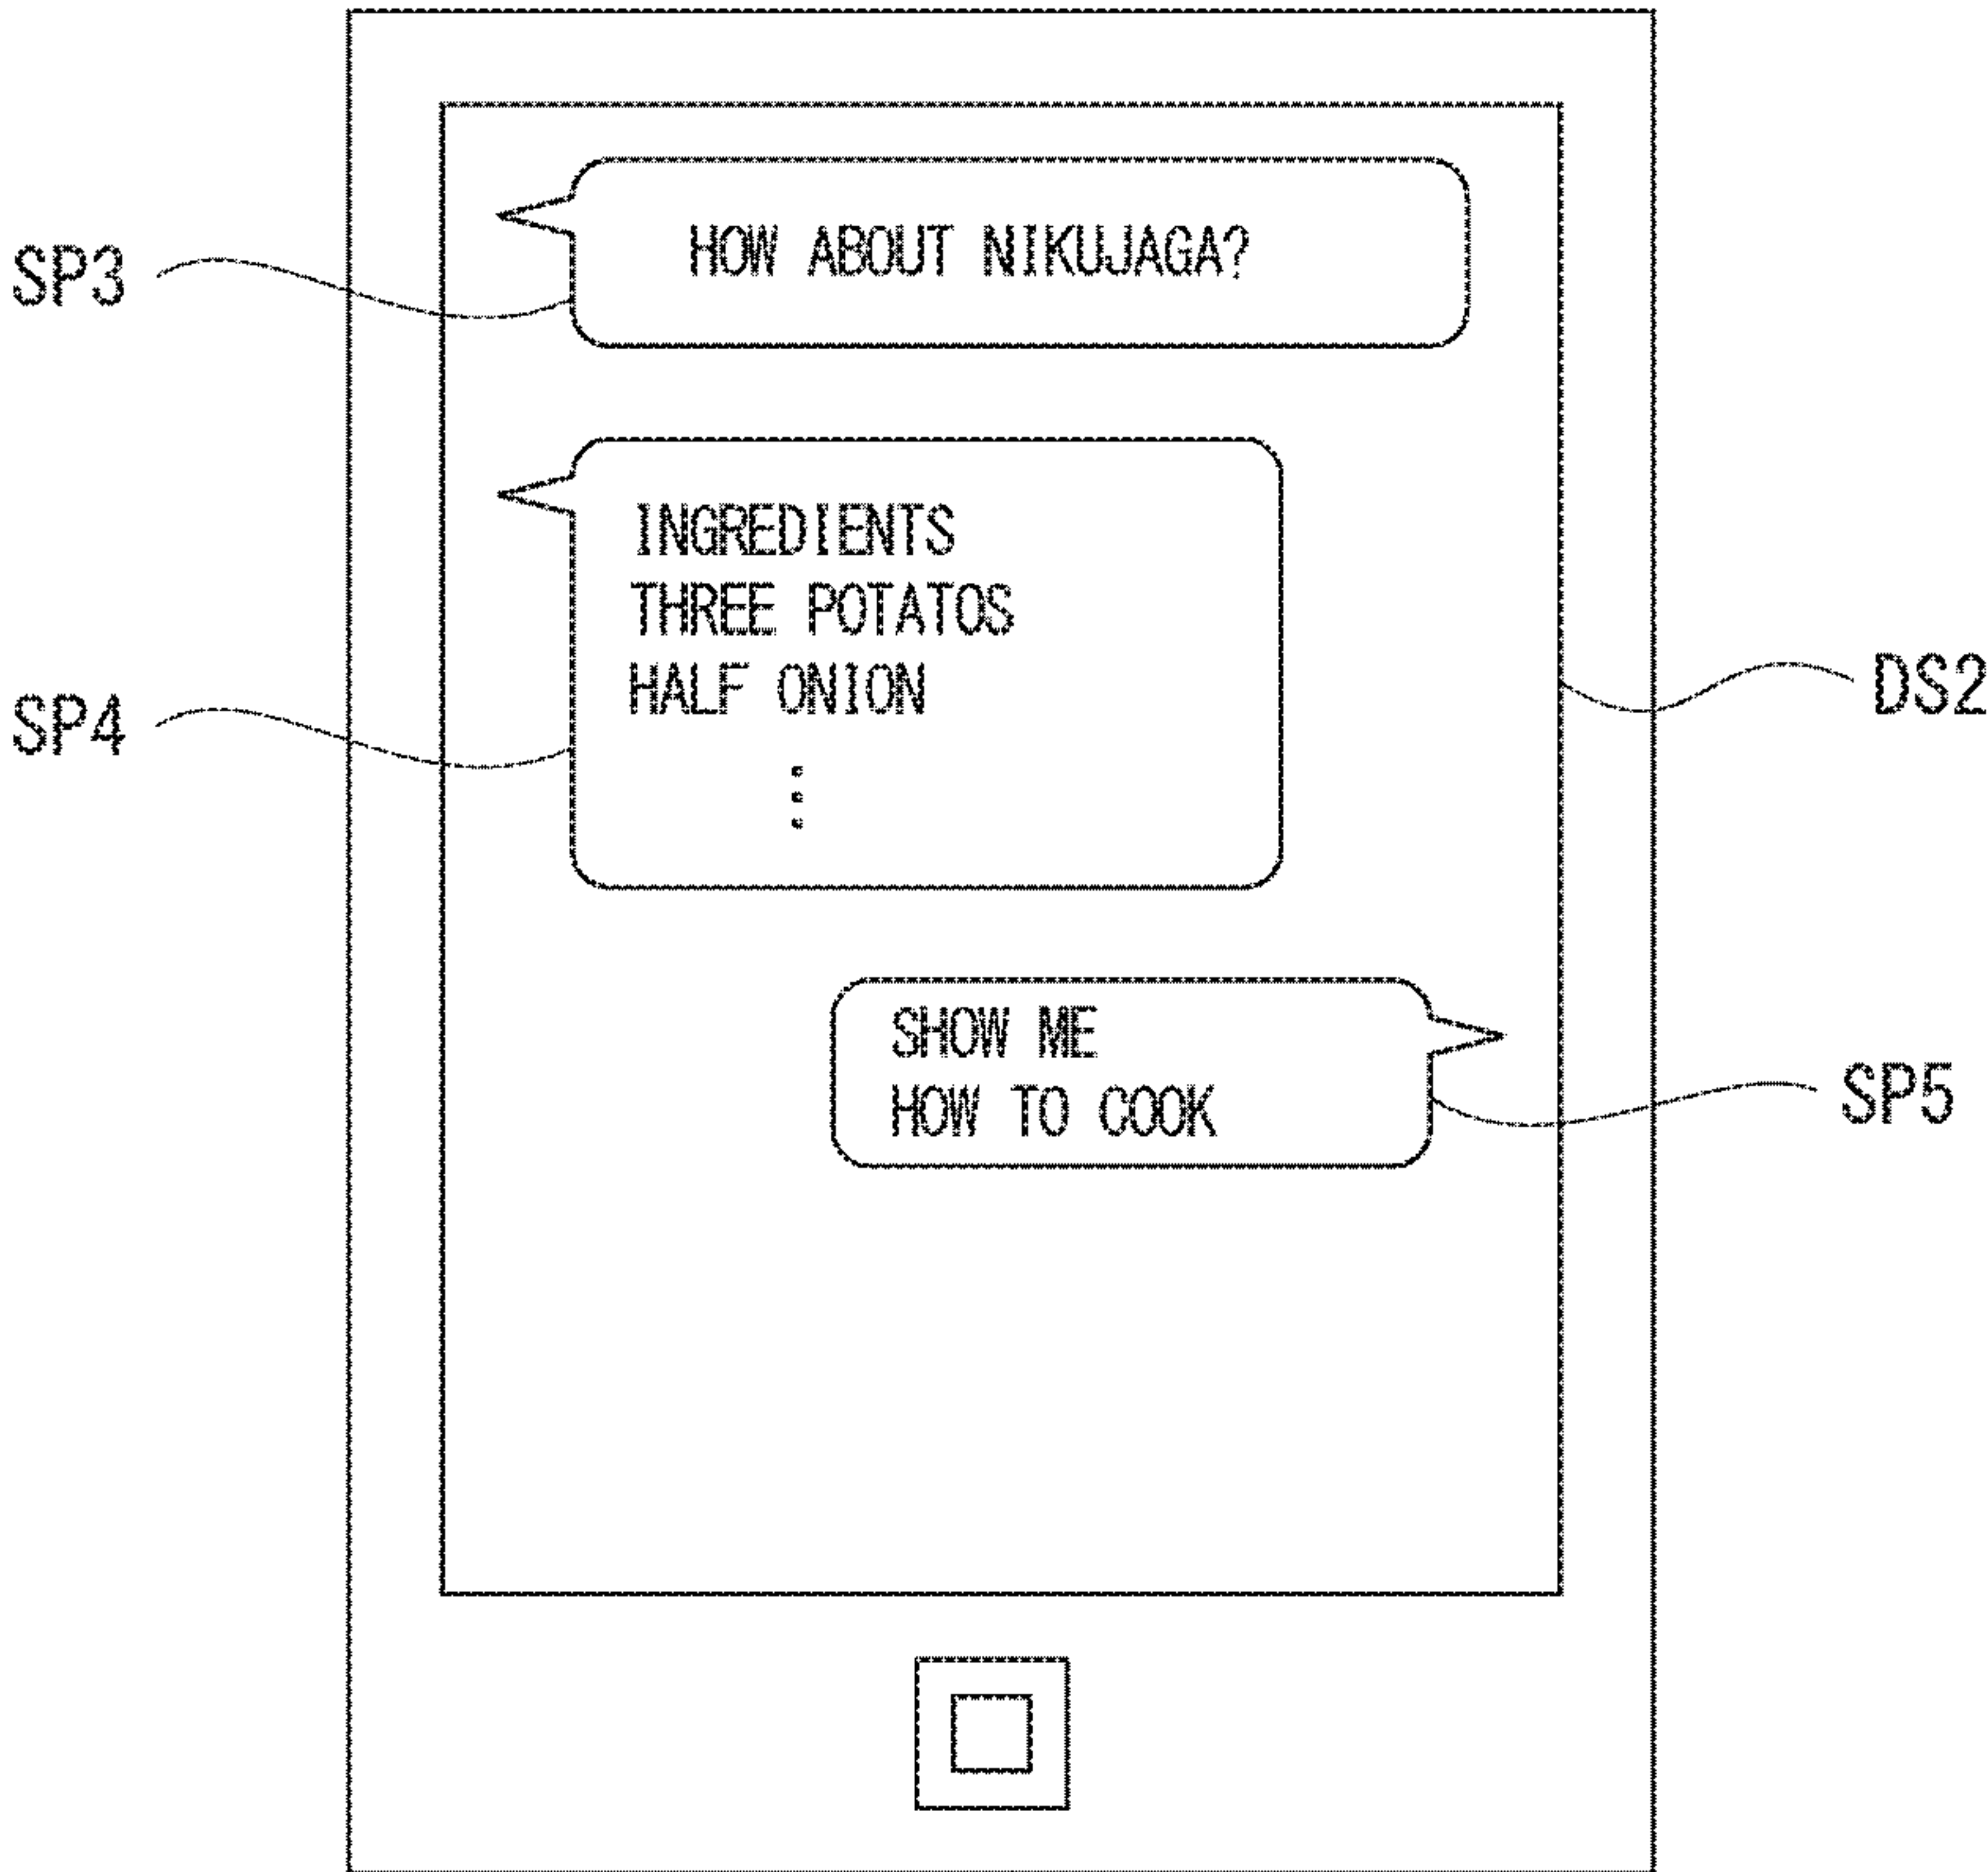 HOW ABOUT NIKUJAGA?
SP3
INGREDIENTS
THREE POTATOS
HALF ONION
SP4
DS2
SHOW ME
HOW TO COOK
SP5